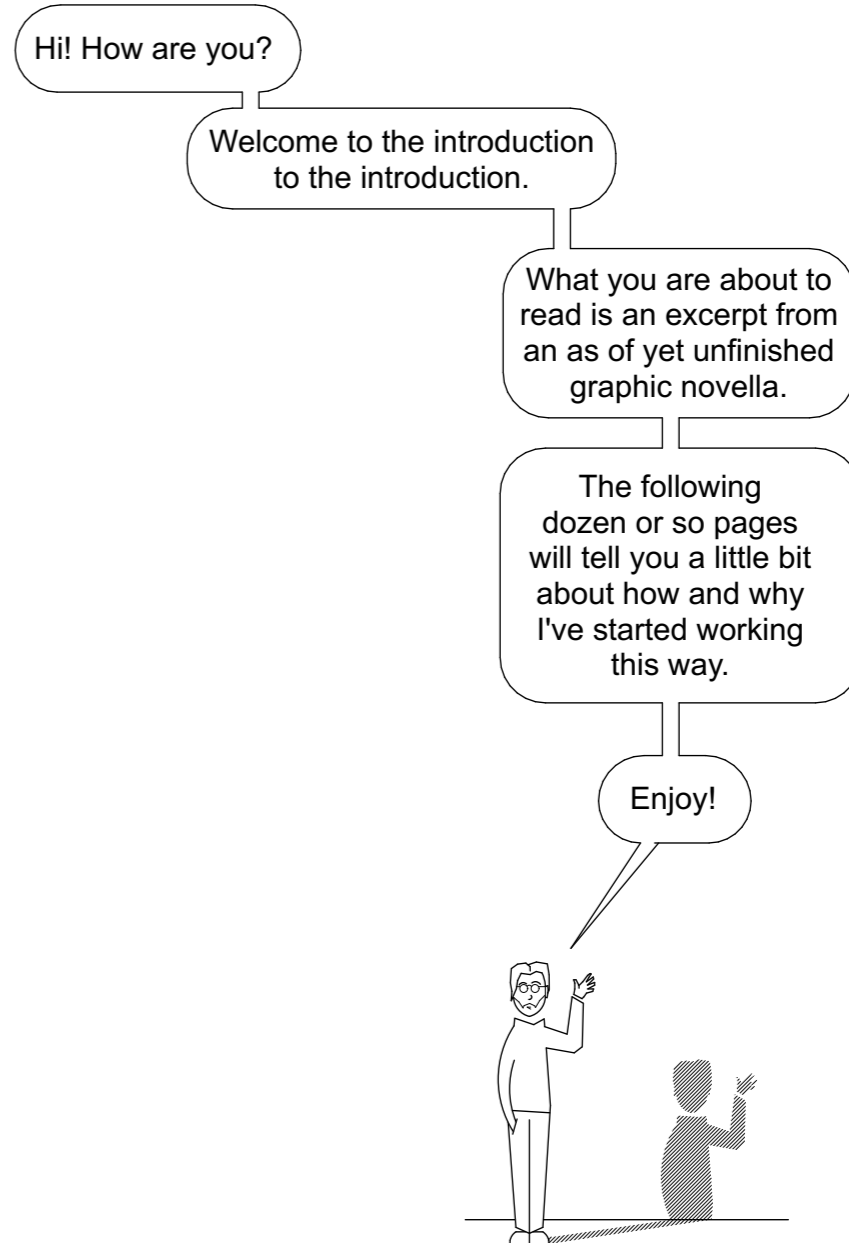 Hi! How are you?
Welcome to the introduction
to the introduction.
What you are about to
read is an excerpt from
an as of yet unfinished
graphic novella.
The following
dozen or so pages
will tell you a little bit
about how and why
I've started working
this way.
Enjoy!